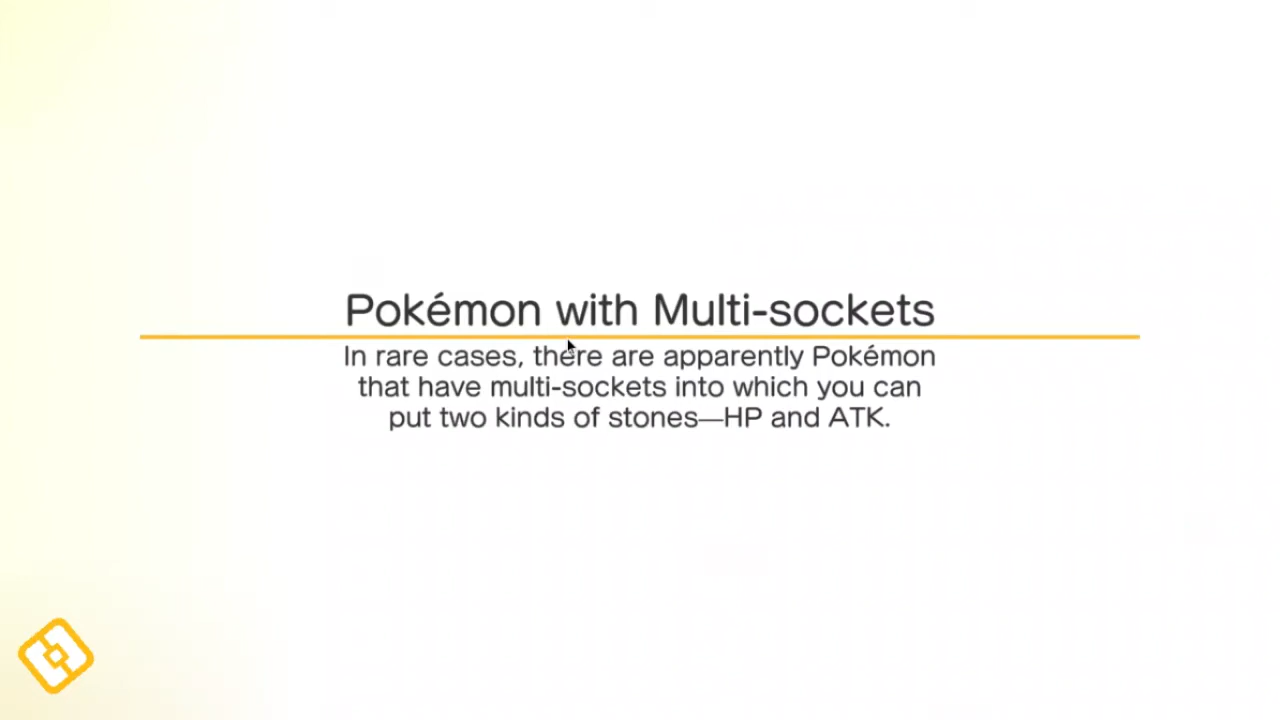 Pokémon with Multi-sockets
In rare cases, there are apparently Pokémon
that have multi-sockets into which you can
put two kinds of stones—HP and ATK.